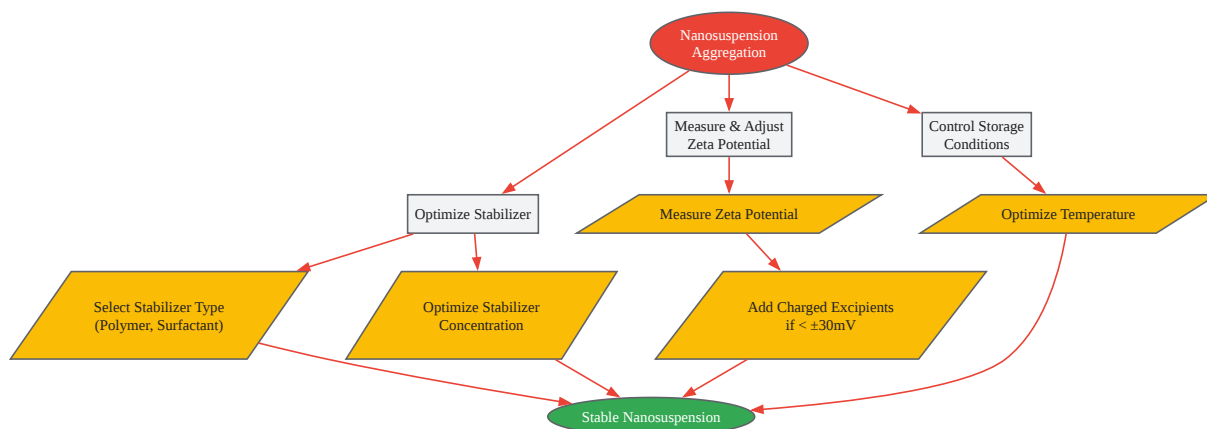 Nanosuspension
Aggregation
Measure & Adjust
Zeta Potential
Control Storage
Conditions
Optimize Stabilizer
Measure Zeta Potential
Optimize Temperature
Select Stabilizer Type
(Polymer, Surfactant)
Optimize Stabilizer
Concentration
Add Charged Excipients
if < ±30mV
Stable Nanosuspension